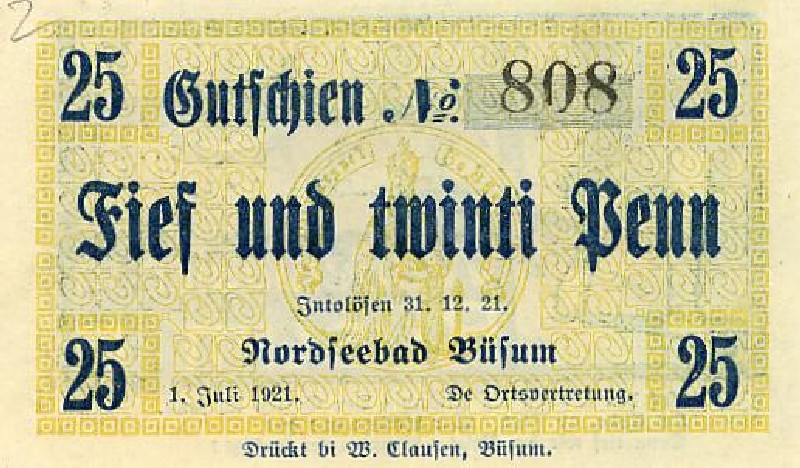 2
25 Gutschien No. 808 25
Fief und twinti Penn
Intolösen 31. 12. 21.
Nordseebad Büsum
25 1. Juli 1921. De Ortsvertretung. 25
Drückt bi W. Clausen, Büsum.